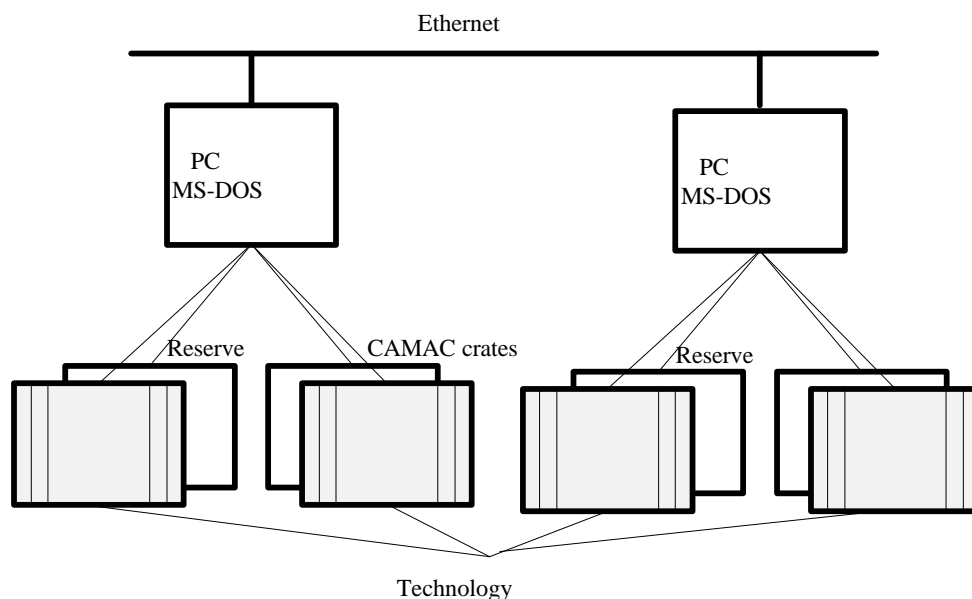 Ethernet
PC
MS-DOS
PC
MS-DOS
Reserve
CAMAC crates
Reserve
Technology